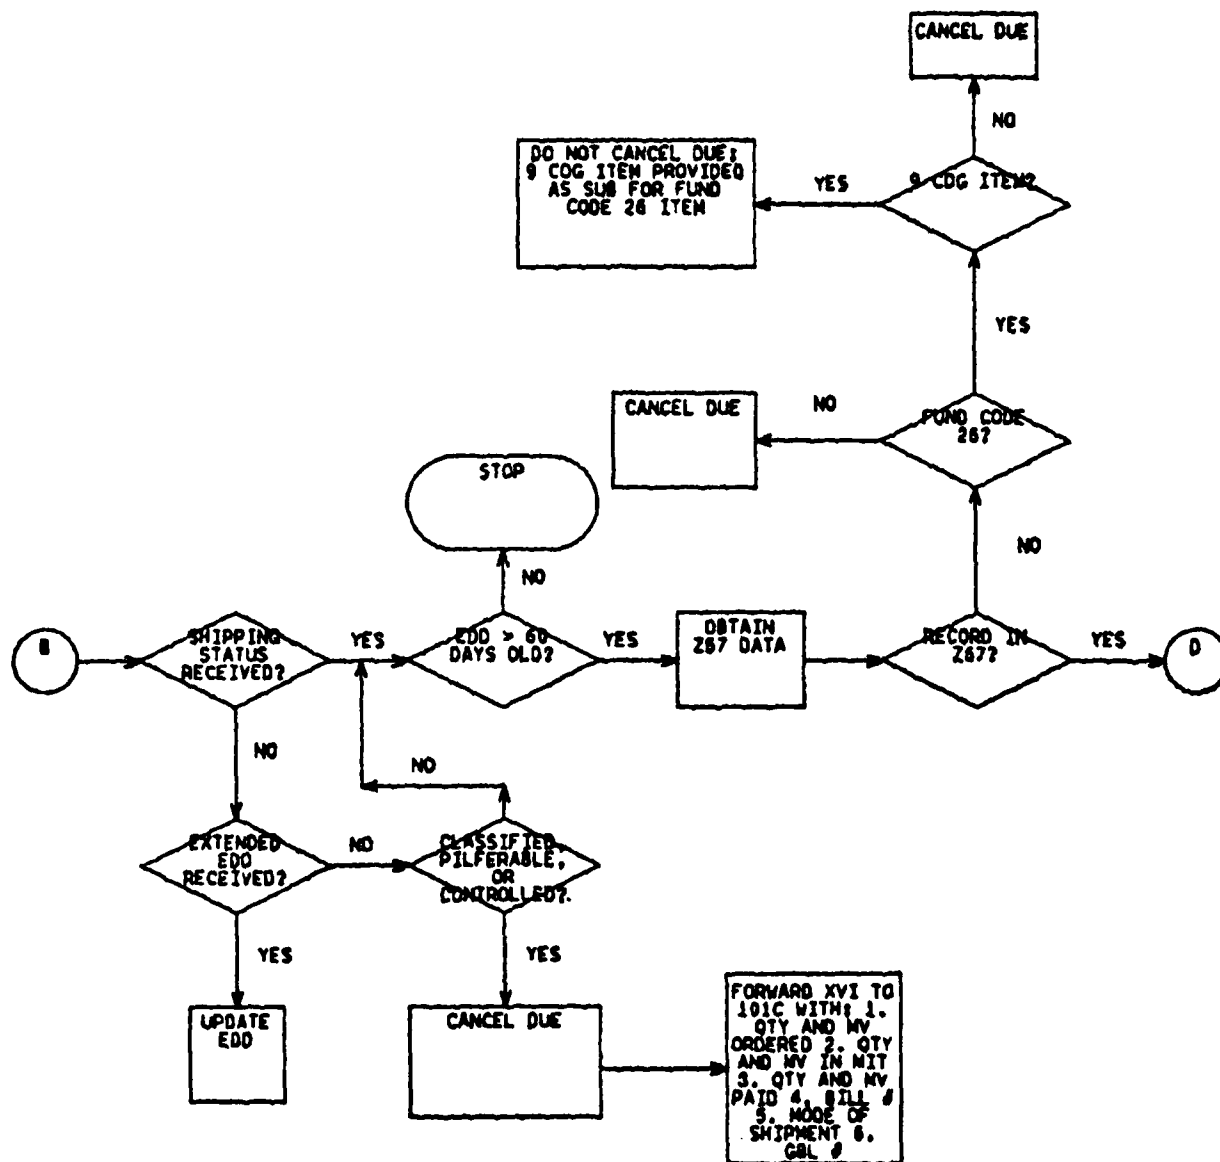 CANCEL DUE
NO
DO NOT CANCEL DUE:
9 COG ITEM PROVIDED
AS SUB FOR FUND
CODE 26 ITEM
YES
9 COG ITEM?
YES
CANCEL DUE
NO
FUND CODE
26?
STOP
NO
NO
SHIPPING
STATUS
RECEIVED?
YES
EDD > 60
DAYS OLD?
YES
OBTAIN
Z67 DATA
RECORD IN
Z67?
YES
D
NO
NO
EXTENDED
EDD
RECEIVED?
NO
CLASSIFIED,
PILFERABLE,
OR
CONTROLLED?.
YES
YES
UPDATE
EDD
CANCEL DUE
FORWARD XVI TO
101C WITH: 1.
QTY AND MV
ORDERED 2. QTY
AND MV IN MIT
3. QTY AND MV
PAID 4. BILL #
5. MODE OF
SHIPMENT 6.
GBL #